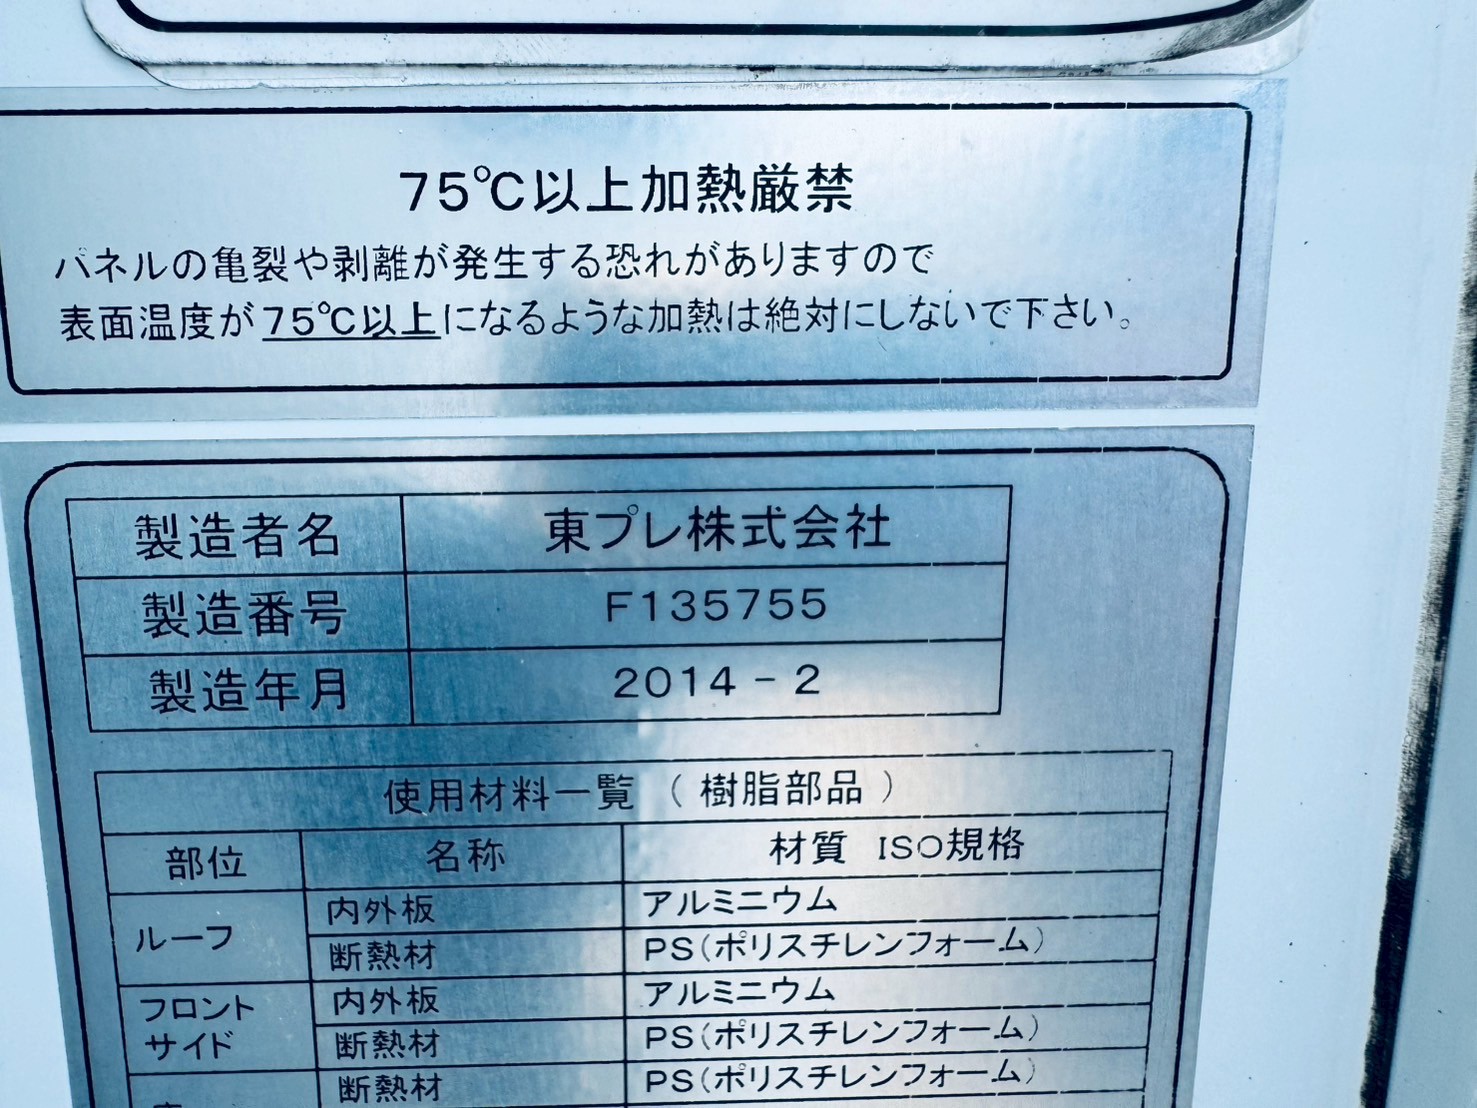 75℃以上加熱厳禁
パネルの亀裂や剥離が発生する恐れがありますので
表面温度が75℃以上になるような加熱は絶対にしないで下さい。
製造者名 東プレ株式会社
製造番号 F135755
製造年月 2014-2
使用材料一覧(樹脂部品)
部位 名称 材質 ISO規格
ルーフ 内外板 アルミニウム
断熱材 PS(ポリスチレンフォーム)
フロント 内外板 アルミニウム
サイド 断熱材 PS(ポリスチレンフォーム)
断熱材 PS(ポリスチレンフォーム)